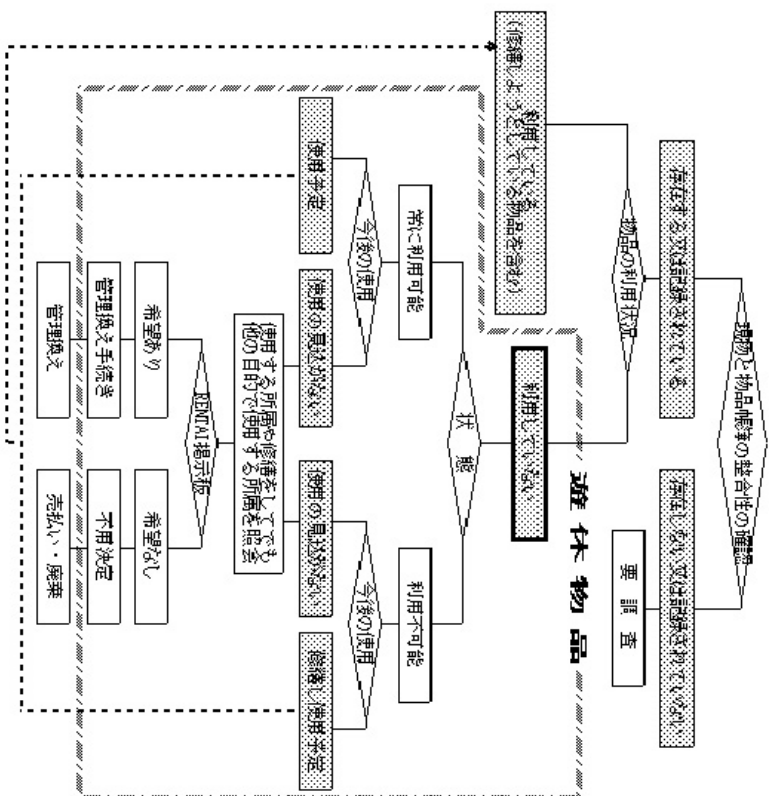 現物と物品帳簿の整合性の確認
存在する又は記録されている
存在しない又は記録されていない
要調査
物品の利用状況
利用している
(修繕しようとしている物品を含む)
利用していない
遊休物品
状態
常に利用可能
利用不可能
今後の使用
今後の使用
使用予定
使用の見込がない
使用の見込がない
修繕し使用予定
使用する所属や修繕をしてでも
他の目的で使用する所属を照会
RENTAI掲示板
希望あり
希望なし
管理換え手続き
不用決定
管理換え
売払い・廃棄